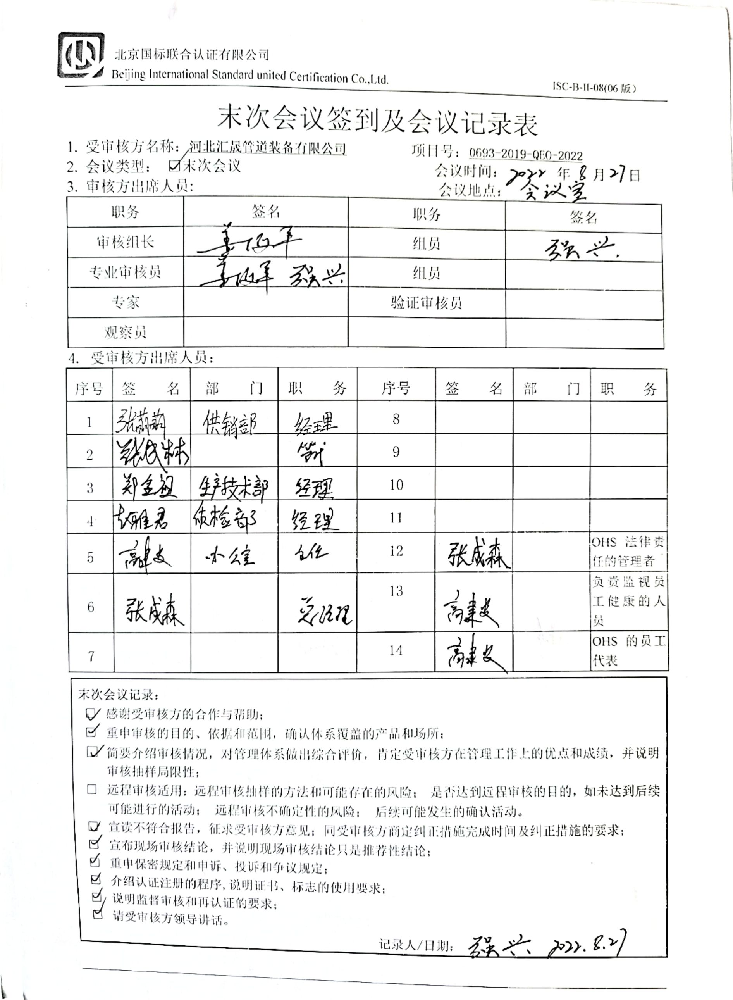 北京国标联合认证有限公司
Beijing International Standard united Certification Co.,Ltd.
ISC-B-II-08(06 版)
末次会议签到及会议记录表
1. 受审核方名称：河北汇晟管道装备有限公司 项目号：0693-2019-QEO-2022
2. 会议类型： ☑末次会议 会议时间：2022 年 8 月 27 日
3. 审核方出席人员: 会议地点：会议室
职务 签名 职务 签名
审核组长 组员 强兴
专业审核员 强兴 组员
专家 验证审核员
观察员
4. 受审核方出席人员：
序号 签 名 部 门 职 务 序号 签 名 部 门 职 务
1 张萌萌 供销部 经理 8
2 9
3 郑金祖 生产技术部 经理 10
4 赵雅君 质检部 经理 11
5 办公室 主任 12 张成森 OHS 法律责
任的管理者
6 张成森 总经理 13 负责监视员
工健康的人
员
7 14 OHS 的员工
代表
末次会议记录：
☑ 感谢受审核方的合作与帮助；
☑ 重申审核的目的、依据和范围，确认体系覆盖的产品和场所；
☑ 简要介绍审核情况，对管理体系做出综合评价，肯定受审核方在管理工作上的优点和成绩，并说明
审核抽样局限性；
□ 远程审核适用：远程审核抽样的方法和可能存在的风险； 是否达到远程审核的目的，如未达到后续
可能进行的活动； 远程审核不确定性的风险； 后续可能发生的确认活动。
☑ 宣读不符合报告，征求受审核方意见；同受审核方商定纠正措施完成时间及纠正措施的要求；
☑ 宣布现场审核结论，并说明现场审核结论只是推荐性结论；
☑ 重申保密规定和申诉、投诉和争议规定；
☑ 介绍认证注册的程序,说明证书、标志的使用要求；
☑ 说明监督审核和再认证的要求；
☑ 请受审核方领导讲话。
记录人/日期： 强兴 2022.8.27